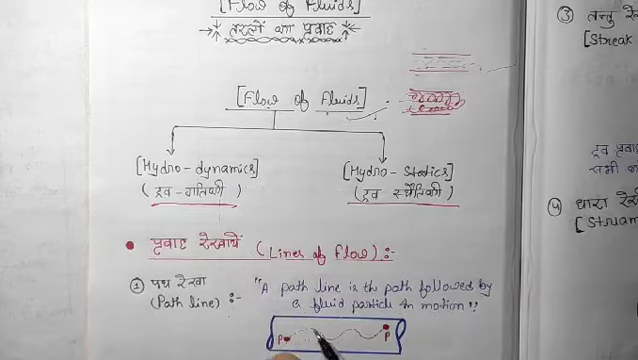 [Flow of Fluids]
तरलों का प्रवाह
[Flow of Fluids]
[Hydro-dynamics]
(द्रव-गतिकी)
[Hydro-Statics]
(द्रव स्थैतिकी)
• प्रवाह रेखायें (Lines of Flow):-
① पथ रेखा
(Path line) :-
"A path line is the path followed by
a fluid particle in motion"
P
P
③ तन्तु रे
[Streak
द्रव प्रवाह
④ धारा रे
[Stream